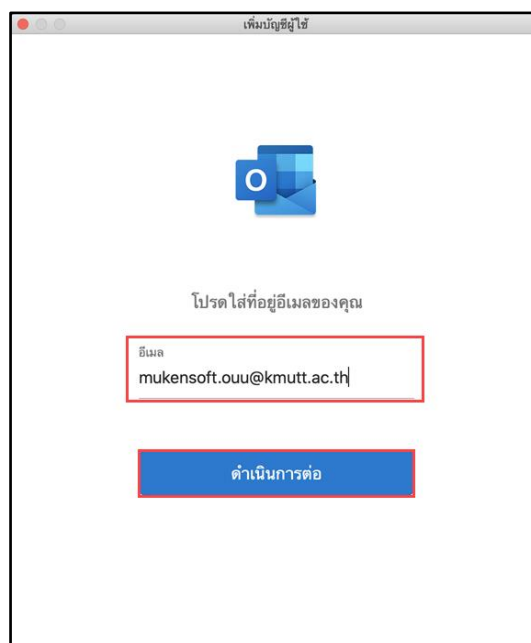 เพิ่มบัญชีผู้ใช้
O
โปรดใส่ที่อยู่อีเมลของคุณ
อีเมล
mukensoft.ouu@kmutt.ac.th
ดำเนินการต่อ